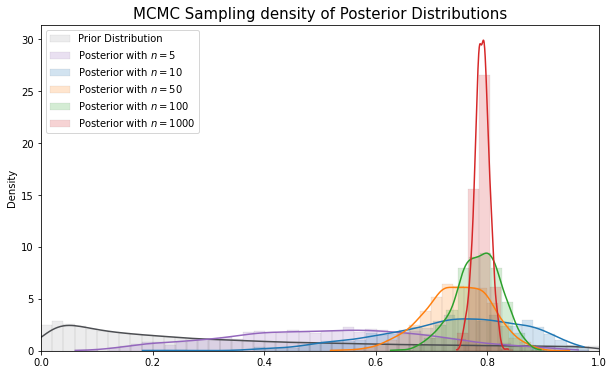 MCMC Sampling density of Posterior Distributions
Prior Distribution
Posterior with n = 5
Posterior with n = 10
Posterior with n = 50
Posterior with n = 100
Posterior with n = 1000
Density
30
25
20
15
10
5
0
0.0 0.2 0.4 0.6 0.8 1.0